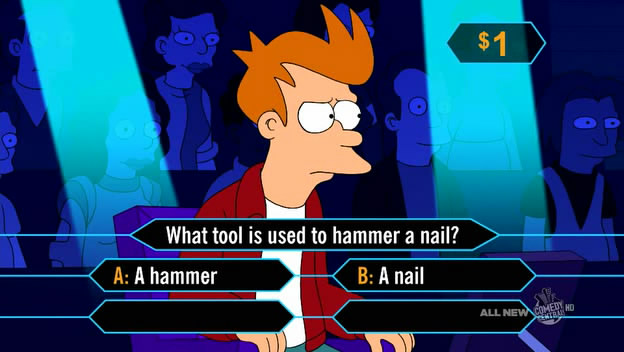 $1
What tool is used to hammer a nail?
A: A hammer
B: A nail
ALL NEW
COMEDY
CENTRAL HD